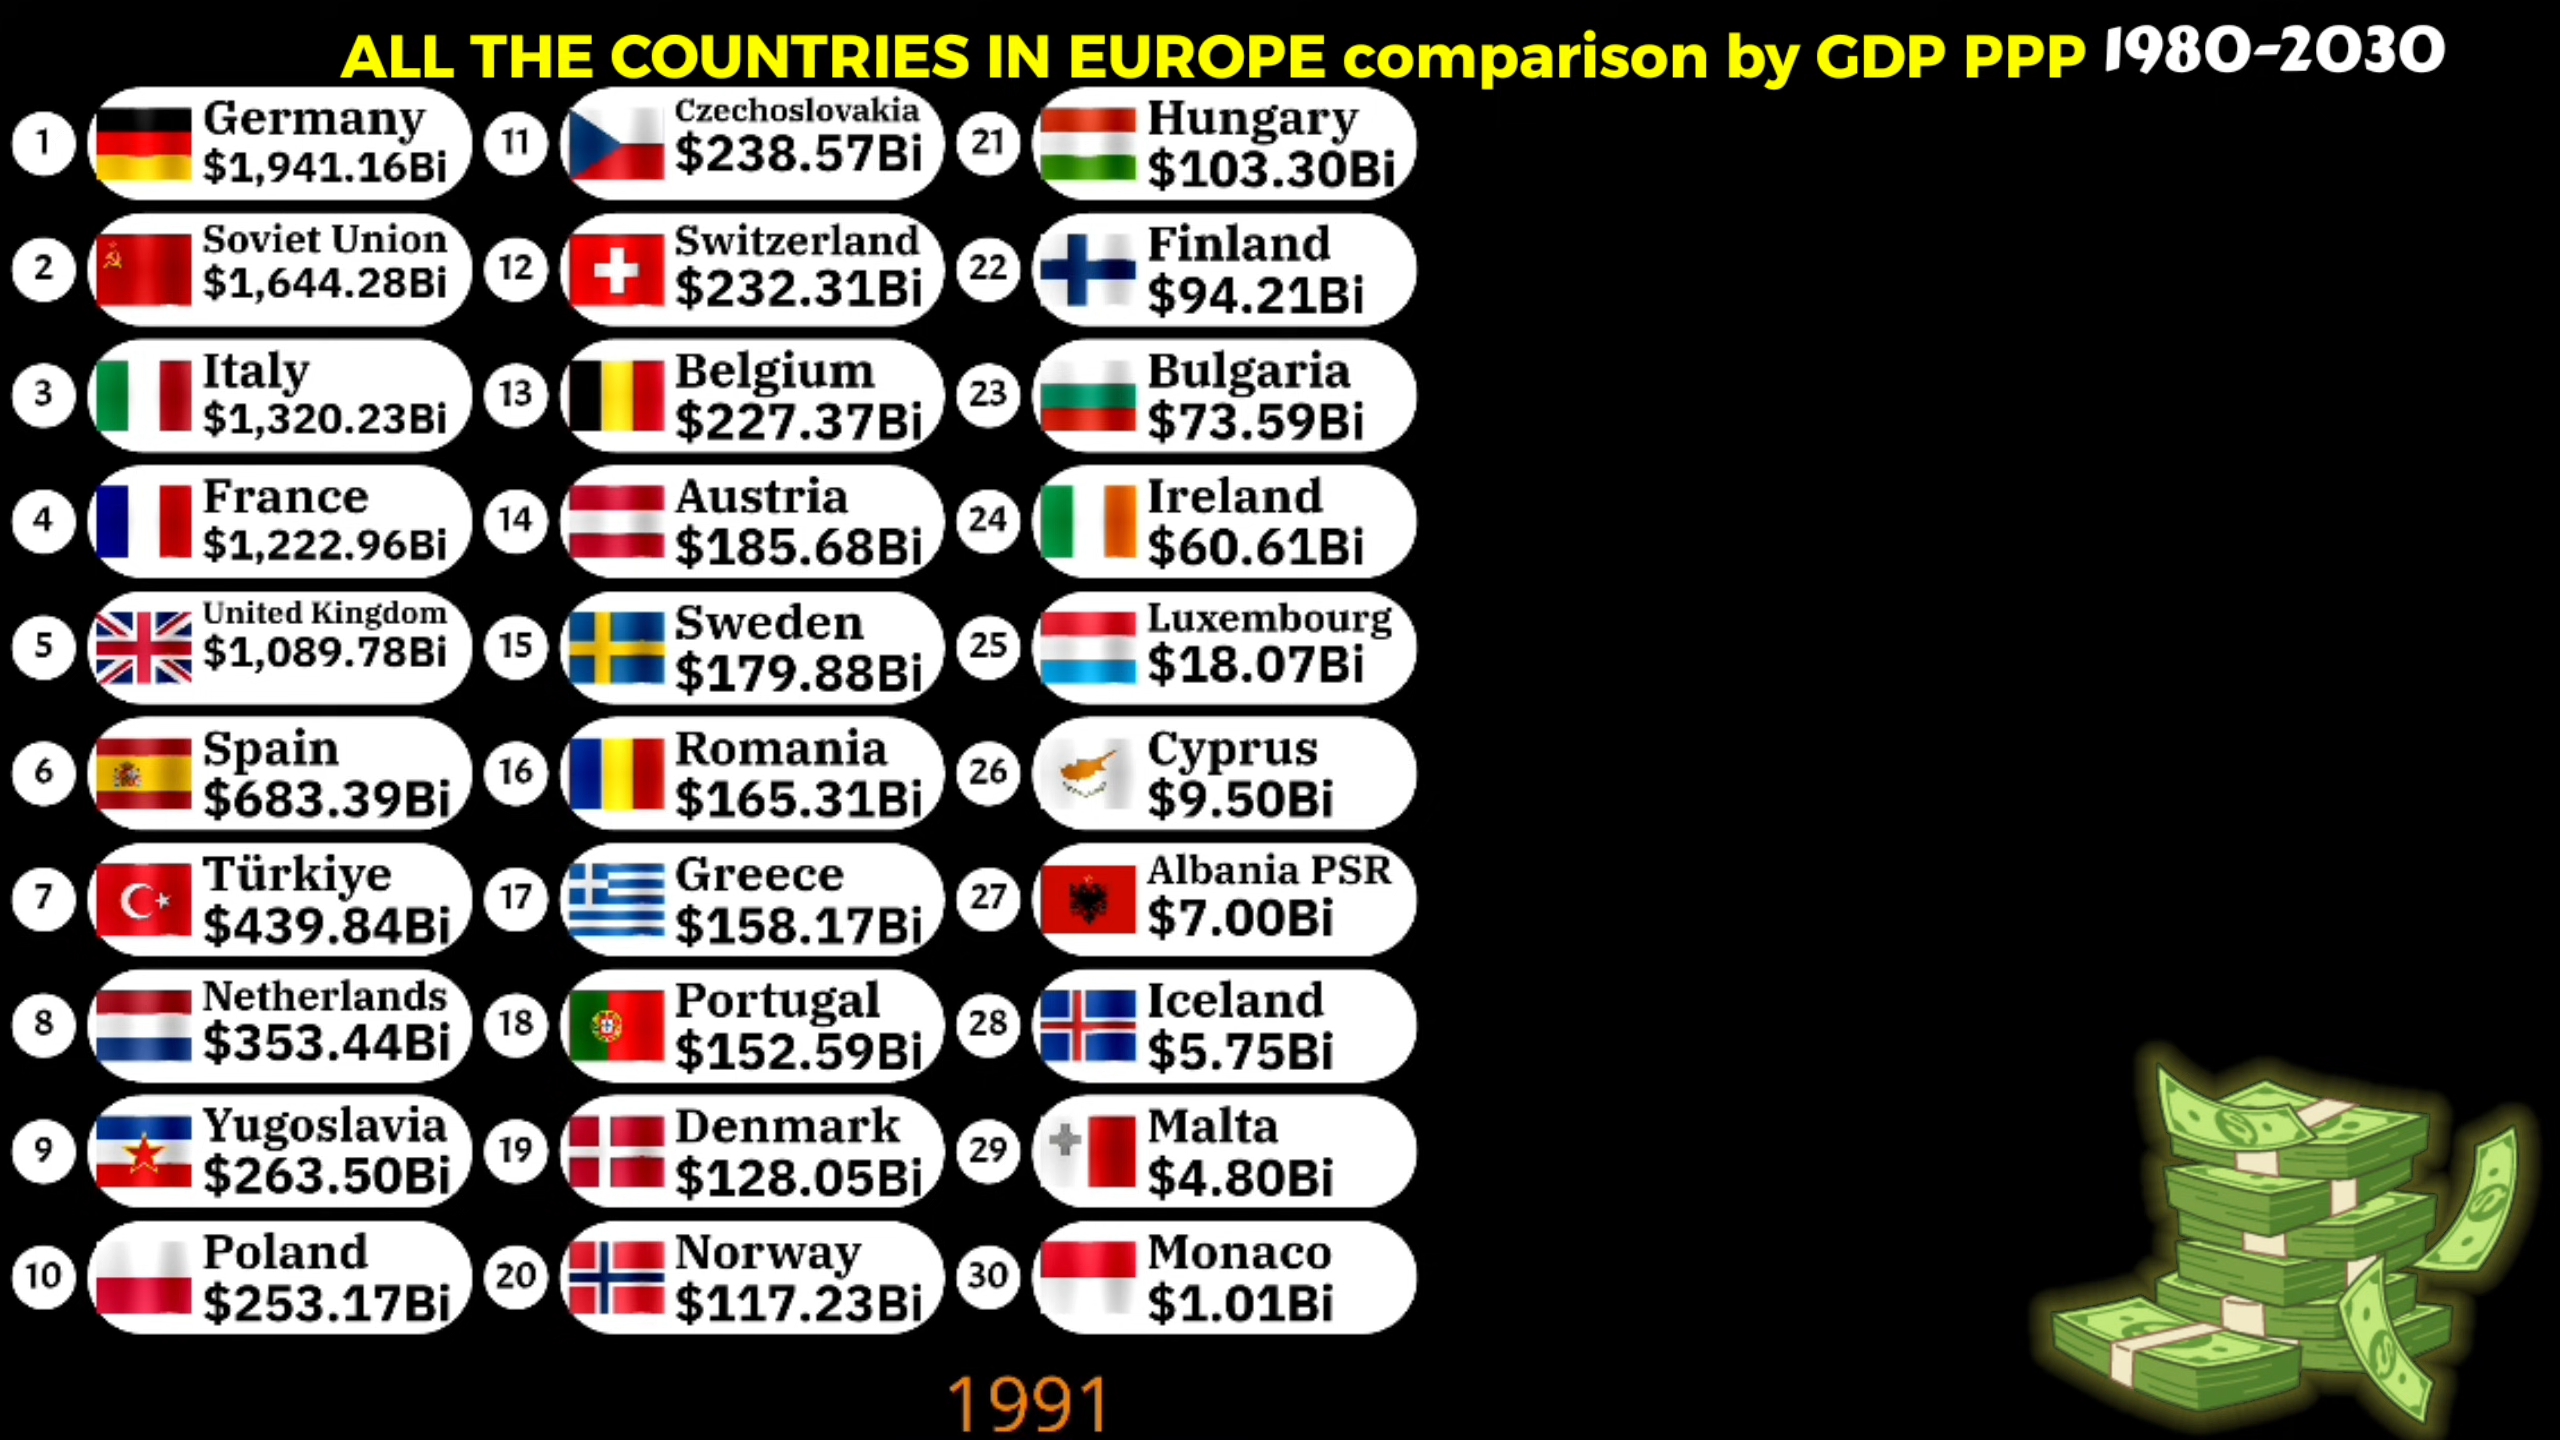 ALL THE COUNTRIES IN EUROPE comparison by GDP PPP 1980-2030
1
Germany
$1,941.16Bi
2
Soviet Union
$1,644.28Bi
3
Italy
$1,320.23Bi
4
France
$1,222.96Bi
5
United Kingdom
$1,089.78Bi
6
Spain
$683.39Bi
7
Türkiye
$439.84Bi
8
Netherlands
$353.44Bi
9
Yugoslavia
$263.50Bi
10
Poland
$253.17Bi
11
Czechoslovakia
$238.57Bi
12
Switzerland
$232.31Bi
13
Belgium
$227.37Bi
14
Austria
$185.68Bi
15
Sweden
$179.88Bi
16
Romania
$165.31Bi
17
Greece
$158.17Bi
18
Portugal
$152.59Bi
19
Denmark
$128.05Bi
20
Norway
$117.23Bi
21
Hungary
$103.30Bi
22
Finland
$94.21Bi
23
Bulgaria
$73.59Bi
24
Ireland
$60.61Bi
25
Luxembourg
$18.07Bi
26
Cyprus
$9.50Bi
27
Albania PSR
$7.00Bi
28
Iceland
$5.75Bi
29
Malta
$4.80Bi
30
Monaco
$1.01Bi
1991